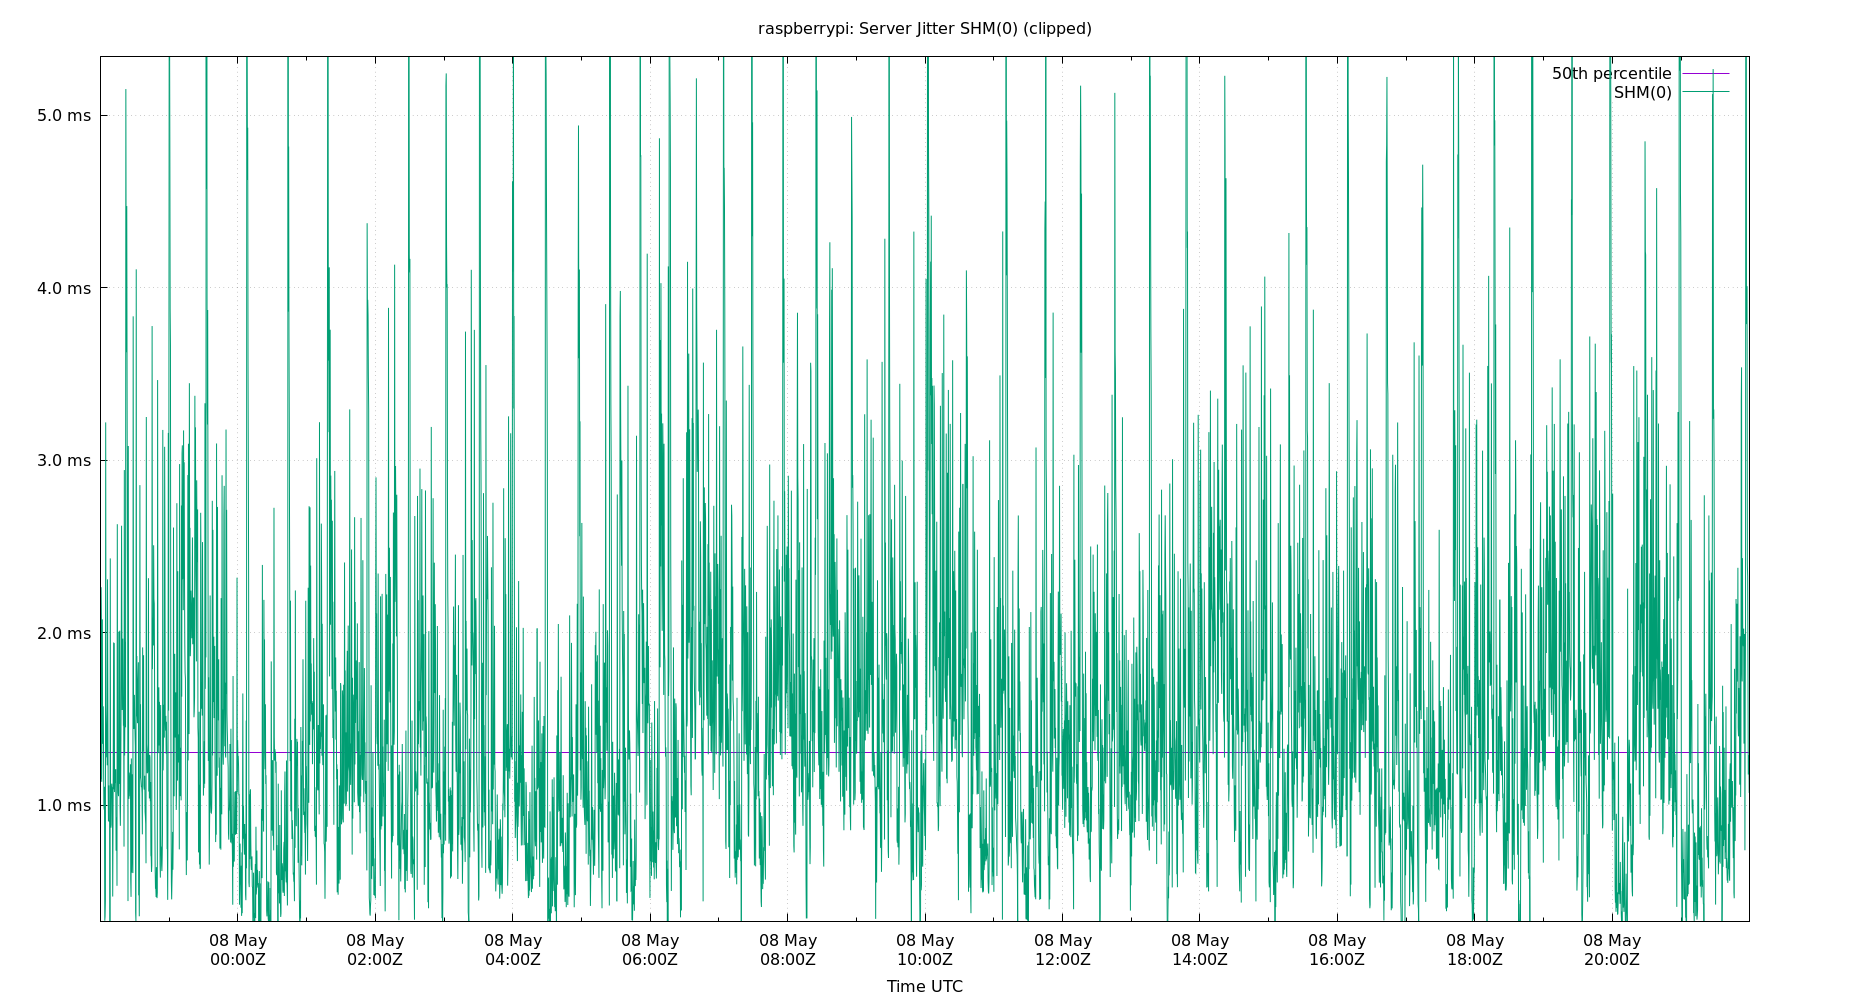 raspberrypi: Server Jitter SHM(0) (clipped)
50th percentile
SHM(0)
5.0 ms
4.0 ms
3.0 ms
2.0 ms
1.0 ms
08 May 08 May 08 May 08 May 08 May 08 May 08 May 08 May 08 May 08 May 08 May
00:00Z 02:00Z 04:00Z 06:00Z 08:00Z 10:00Z 12:00Z 14:00Z 16:00Z 18:00Z 20:00Z
Time UTC